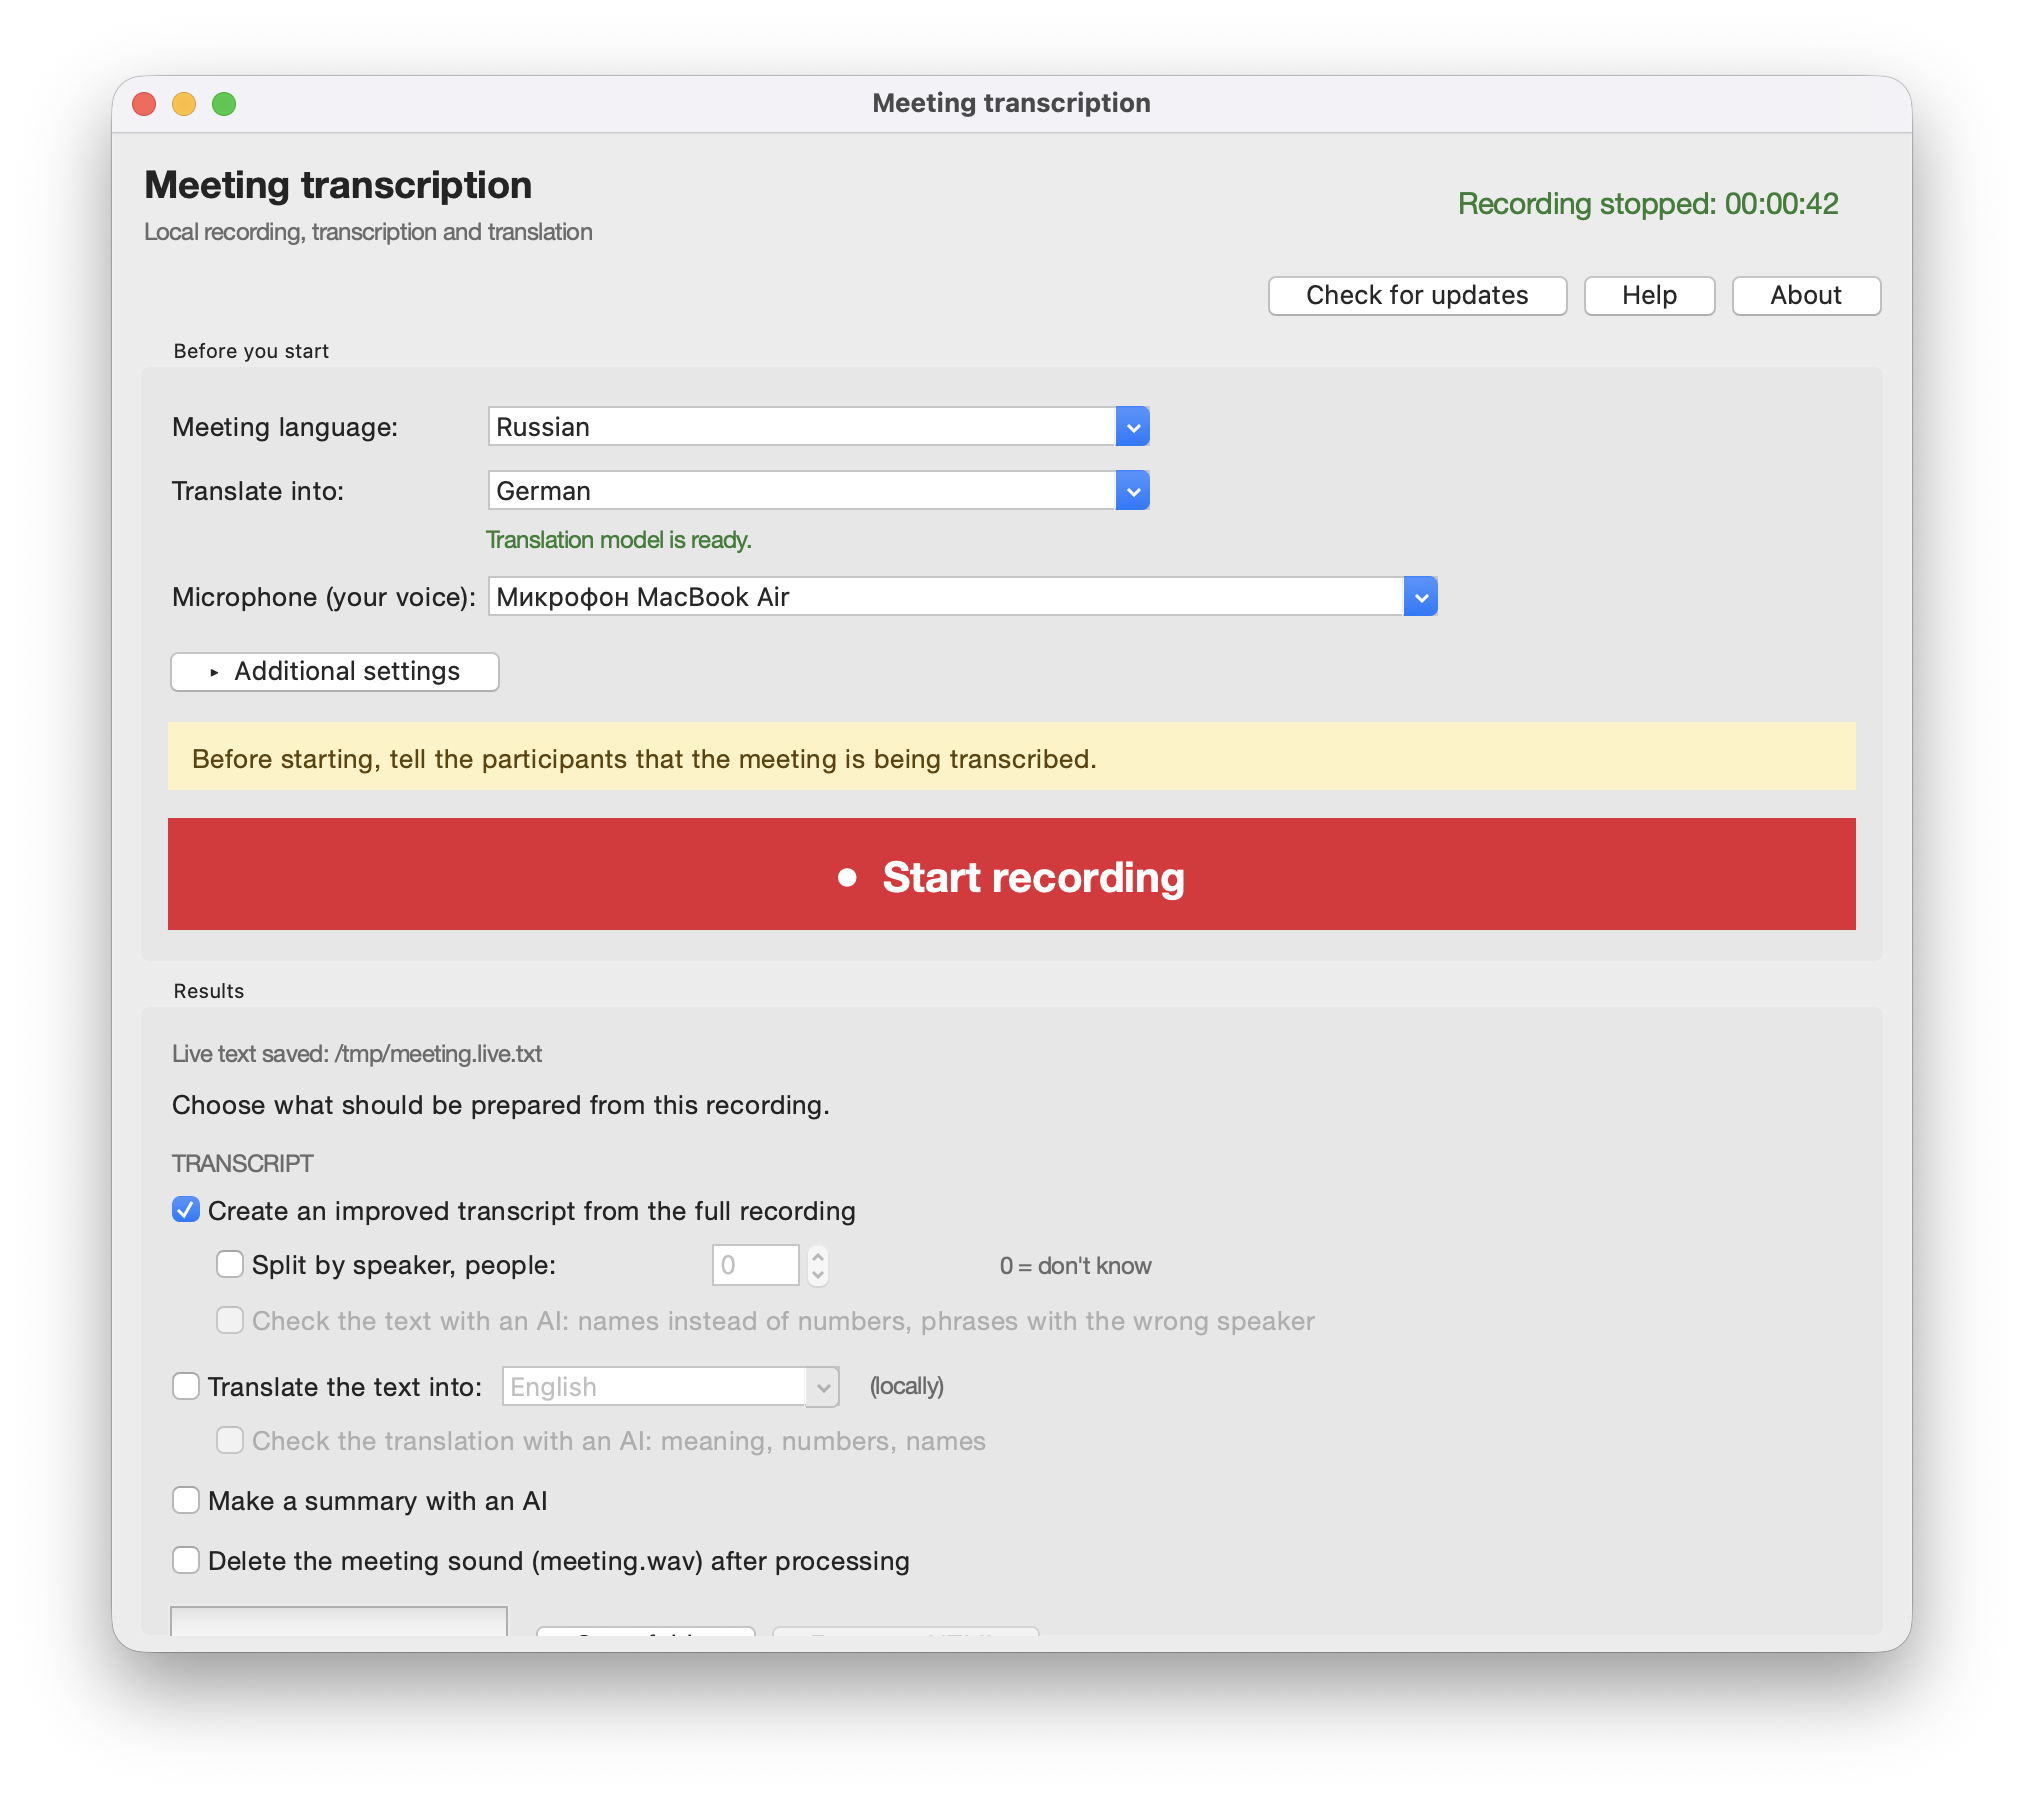 Meeting transcription
Meeting transcription
Local recording, transcription and translation
Recording stopped: 00:00:42
Check for updates
Help
About
Before you start
Meeting language: Russian
Translate into: German
Translation model is ready.
Microphone (your voice): Микрофон MacBook Air
Additional settings
Before starting, tell the participants that the meeting is being transcribed.
Start recording
Results
Live text saved: /tmp/meeting.live.txt
Choose what should be prepared from this recording.
TRANSCRIPT
Create an improved transcript from the full recording
Split by speaker, people: 0 0 = don't know
Check the text with an AI: names instead of numbers, phrases with the wrong speaker
Translate the text into: English (locally)
Check the translation with an AI: meaning, numbers, names
Make a summary with an AI
Delete the meeting sound (meeting.wav) after processing